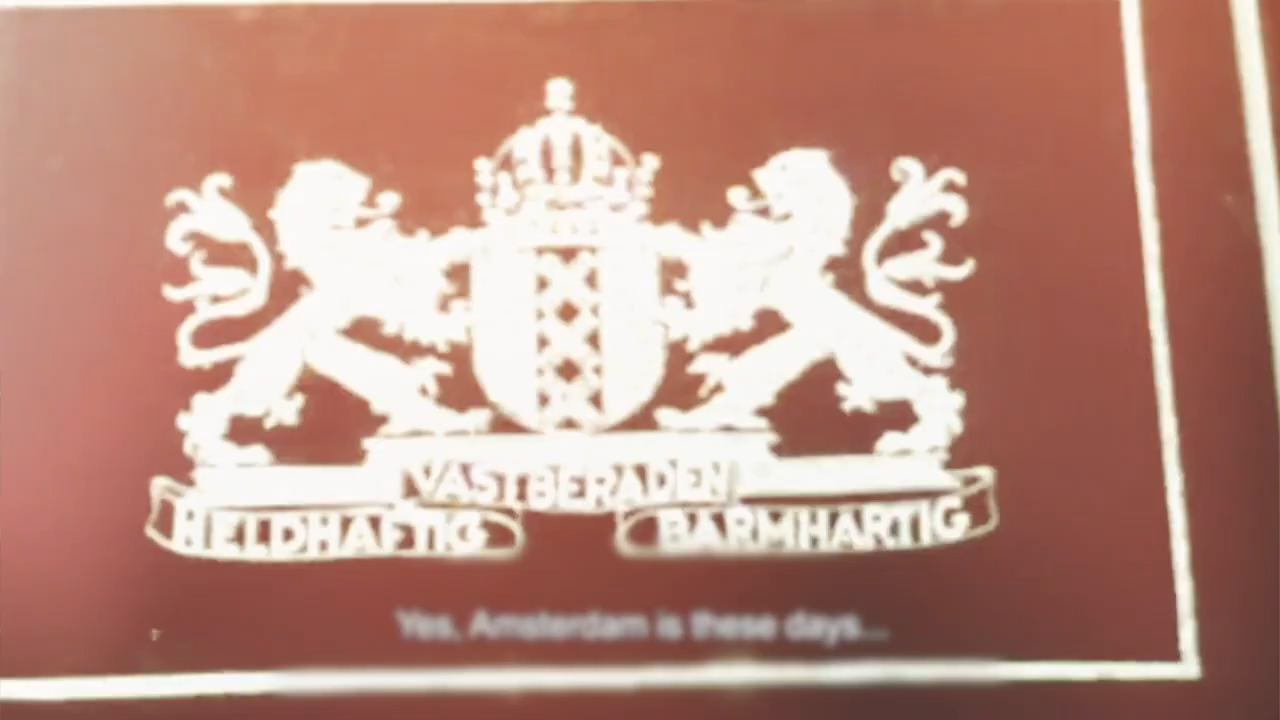 VASTBERADEN
HELDHAFTIG BARMHARTIG
Yes, Amsterdam is these days...